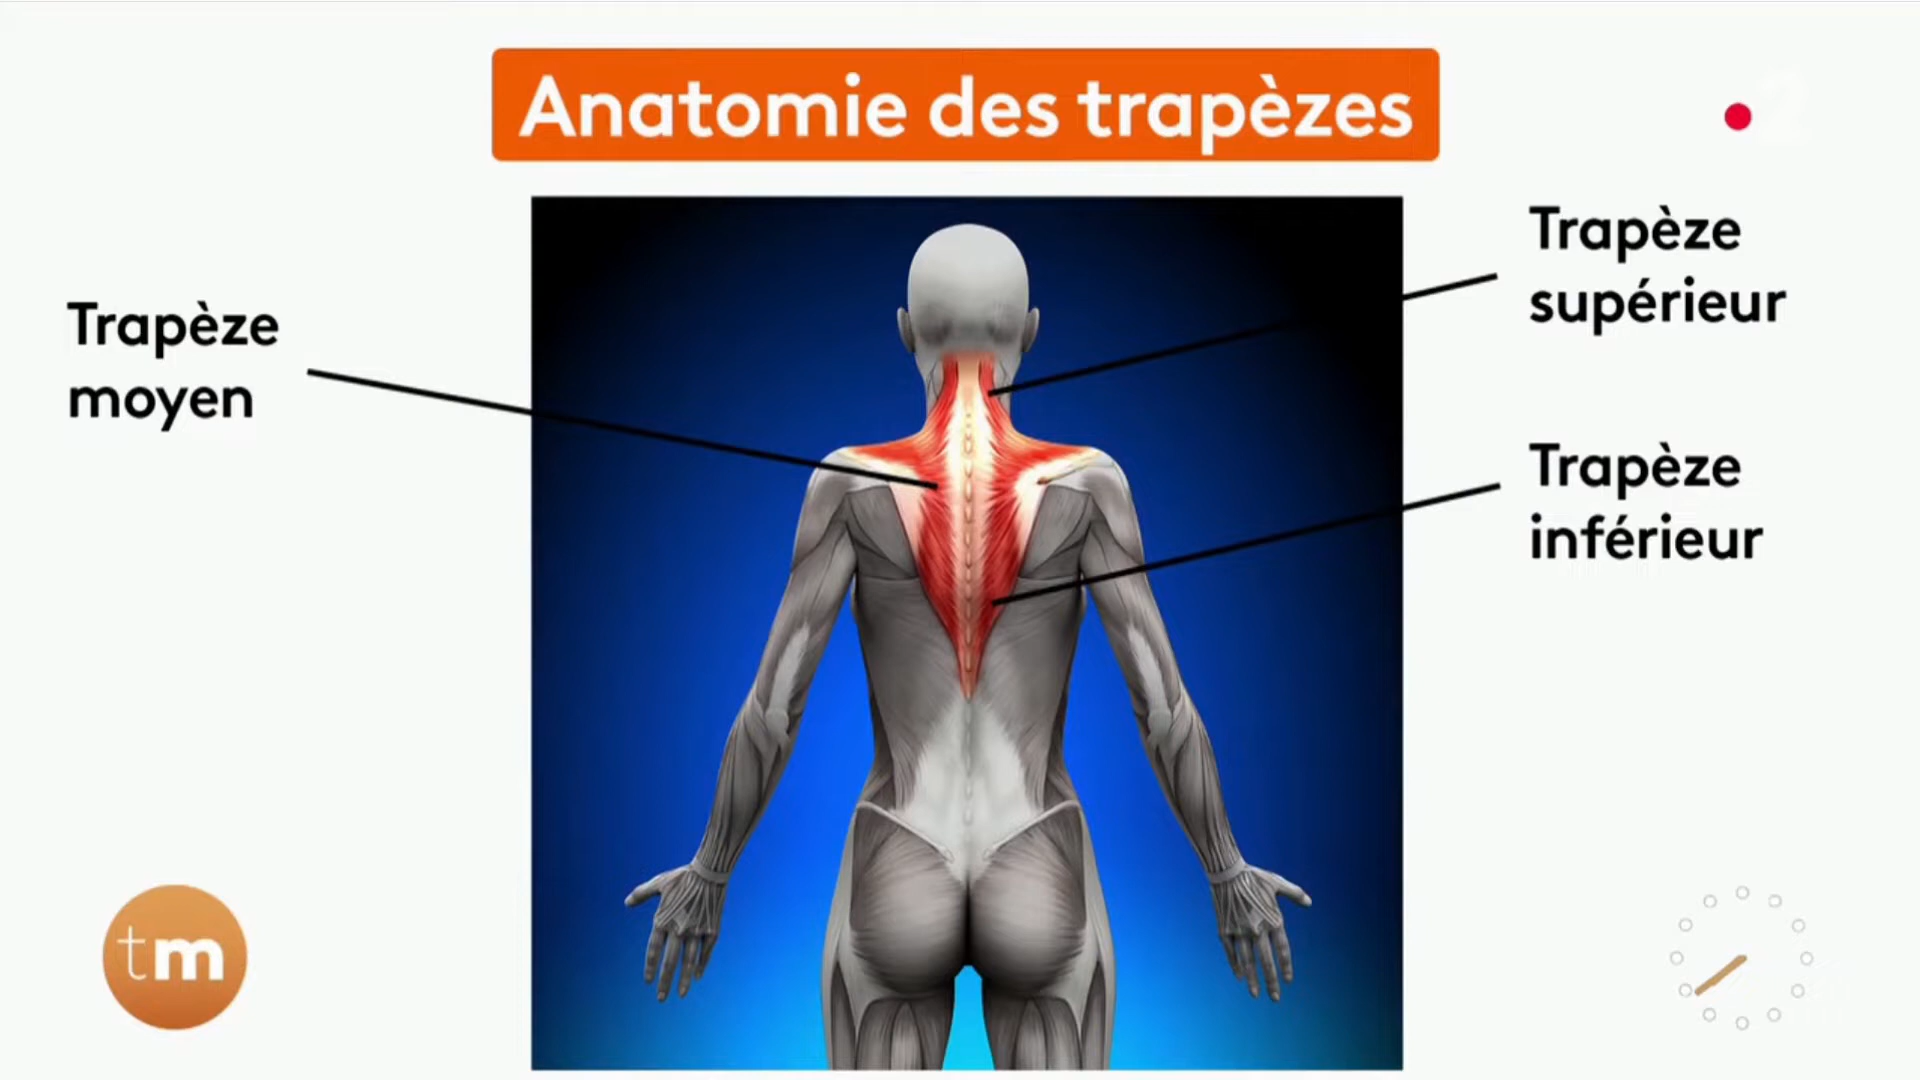 Anatomie des trapèzes
Trapèze
moyen
Trapèze
supérieur
Trapèze
inférieur
tm